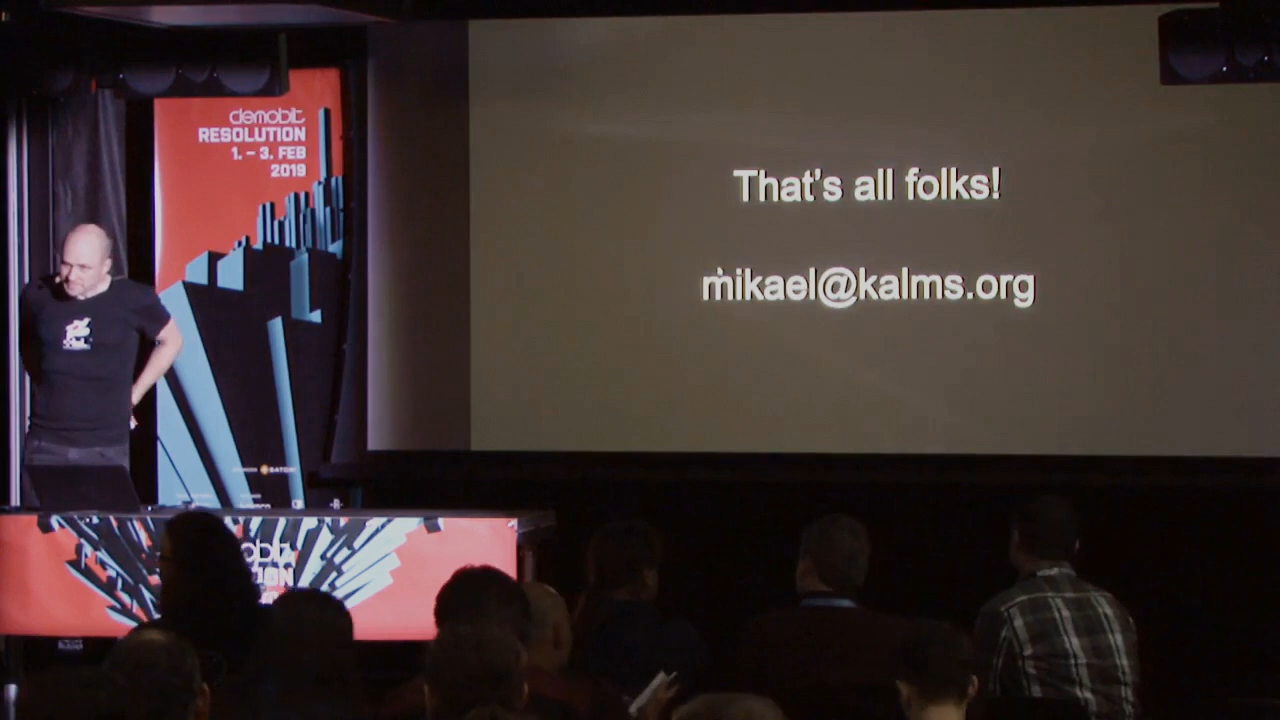 demobit
RESOLUTION
1. – 3. FEB
2019
That's all folks!
mikael@kalms.org